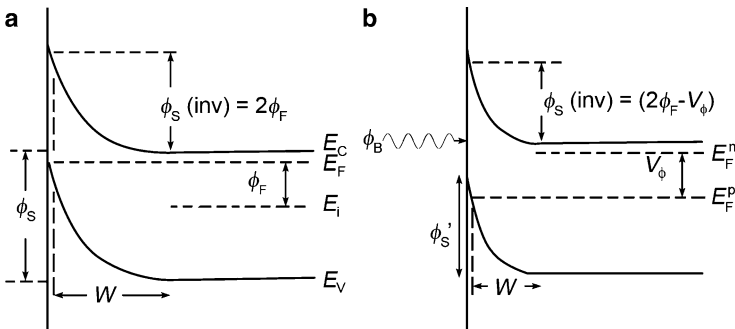 a
ϕS (inv) = 2ϕF
EC
EF
ϕF
ϕS
Ei
EV
W
b
ϕS (inv) = (2ϕF-Vϕ)
ϕB
EFn
Vϕ
EFp
ϕS’
W